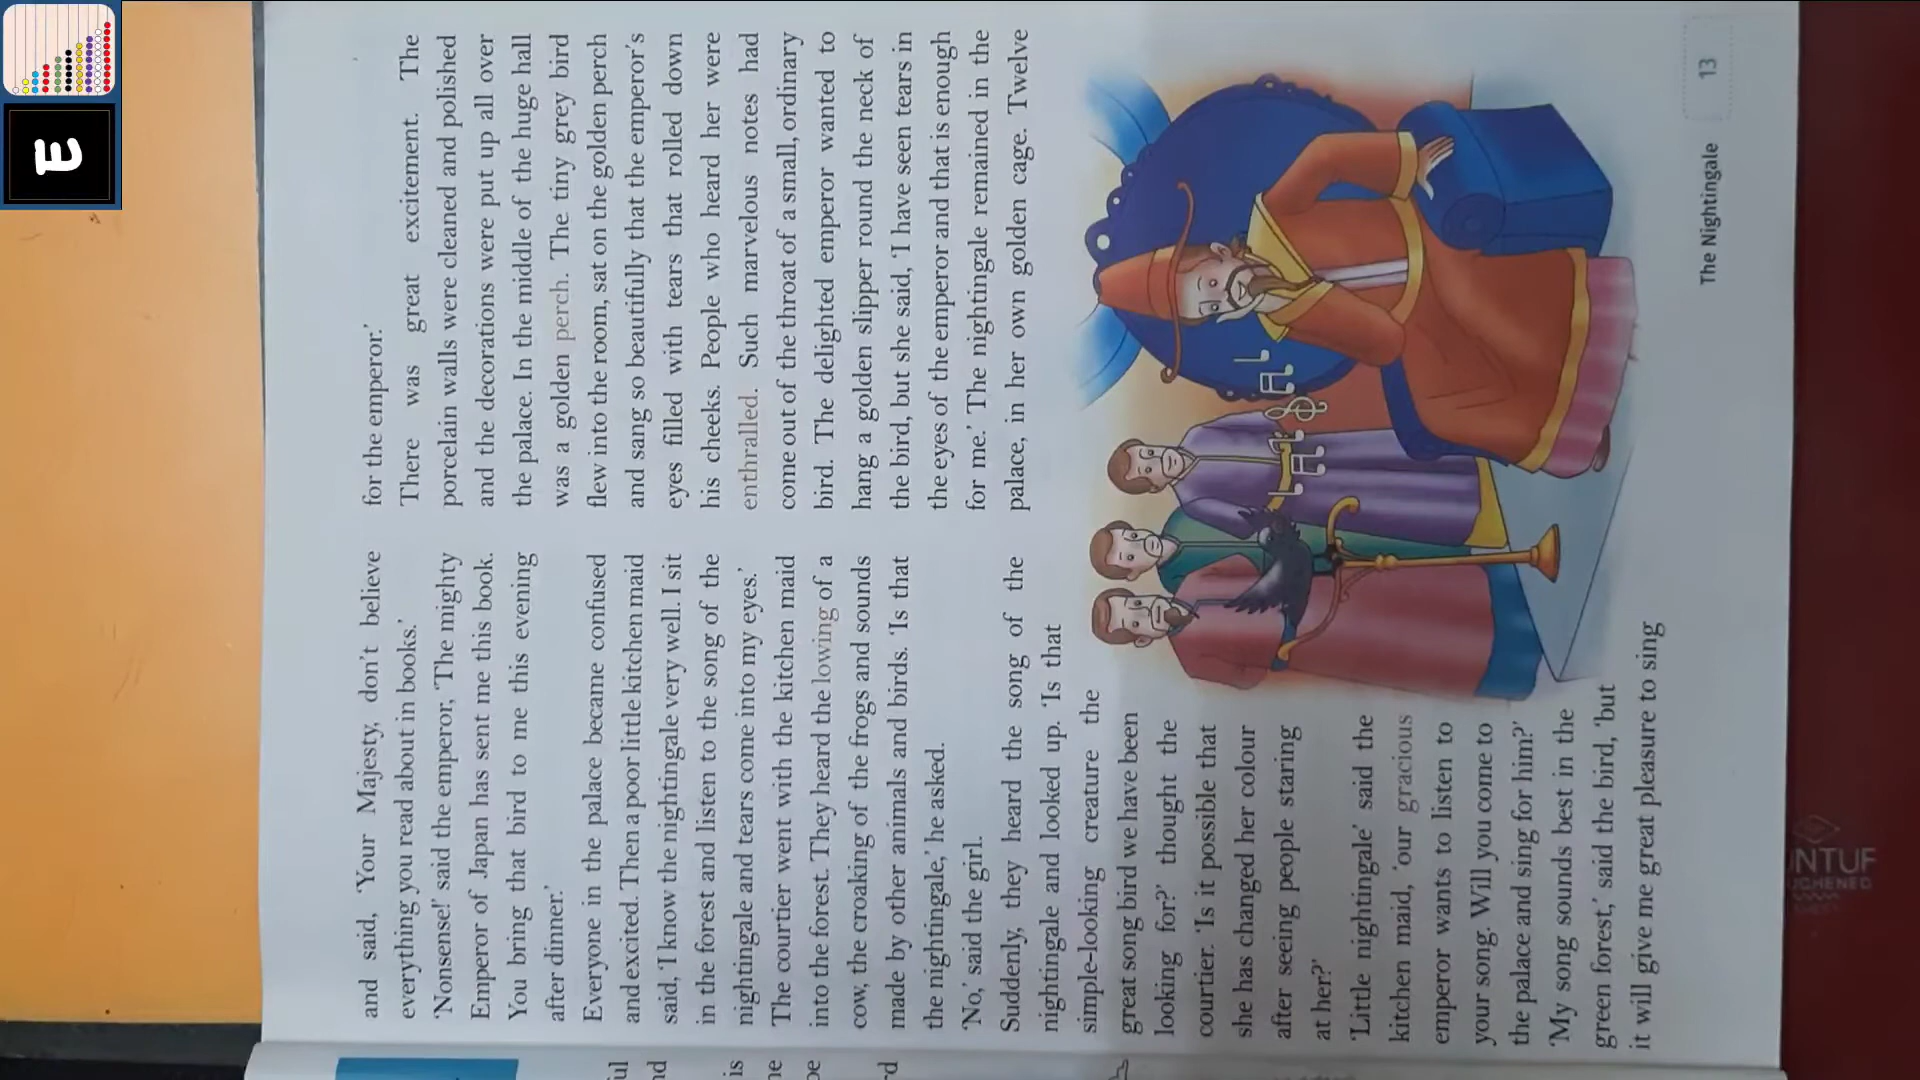 and said, 'Your Majesty, don't believe
everything you read about in books.'
'Nonsense!' said the emperor, 'The mighty
Emperor of Japan has sent me this book.
You bring that bird to me this evening
after dinner.'
Everyone in the palace became confused
and excited. Then a poor little kitchen maid
said, 'I know the nightingale very well. I sit
in the forest and listen to the song of the
nightingale and tears come into my eyes.'
The courtier went with the kitchen maid
into the forest. They heard the lowing of a
cow, the croaking of the frogs and sounds
made by other animals and birds. 'Is that
the nightingale,' he asked.
'No,' said the girl.
Suddenly, they heard the song of the
nightingale and looked up. 'Is that
simple-looking creature the
great song bird we have been
looking for?' thought the
courtier. 'Is it possible that
she has changed her colour
after seeing people staring
at her?'
'Little nightingale' said the
kitchen maid, 'our gracious
emperor wants to listen to
your song. Will you come to
the palace and sing for him?'
'My song sounds best in the
green forest,' said the bird, 'but
it will give me great pleasure to sing
for the emperor.'
There was great excitement. The
porcelain walls were cleaned and polished
and the decorations were put up all over
the palace. In the middle of the huge hall
was a golden perch. The tiny grey bird
flew into the room, sat on the golden perch
and sang so beautifully that the emperor's
eyes filled with tears that rolled down
his cheeks. People who heard her were
enthralled. Such marvelous notes had
come out of the throat of a small, ordinary
bird. The delighted emperor wanted to
hang a golden slipper round the neck of
the bird, but she said, 'I have seen tears in
the eyes of the emperor and that is enough
for me.' The nightingale remained in the
palace, in her own golden cage. Twelve
The Nightingale 13
E